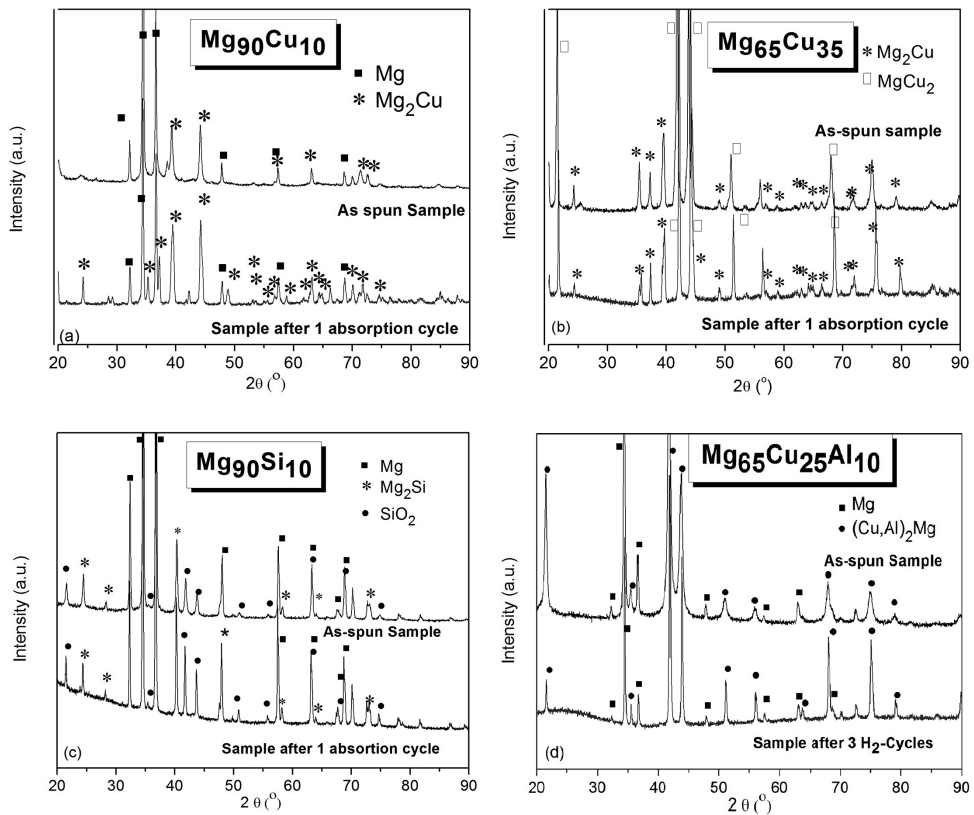 Mg90Cu10
■ Mg
* Mg2Cu
As spun Sample
Sample after 1 absorption cycle
(a)
Intensity (a.u.)
20 30 40 50 60 70 80 90
2θ (°)
Mg65Cu35
* Mg2Cu
MgCu2
As-spun sample
Sample after 1 absorption cycle
(b)
Intensity (a.u.)
20 30 40 50 60 70 80 90
2θ (°)
Mg90Si10
■ Mg
* Mg2Si
● SiO2
As-spun Sample
Sample after 1 absortion cycle
(c)
Intensity (a.u.)
20 30 40 50 60 70 80 90
2 θ (°)
Mg65Cu25Al10
■ Mg
● (Cu,Al)2Mg
As-spun Sample
Sample after 3 H2-Cycles
(d)
Intensity (a.u.)
20 30 40 50 60 70 80 90
2 θ (°)